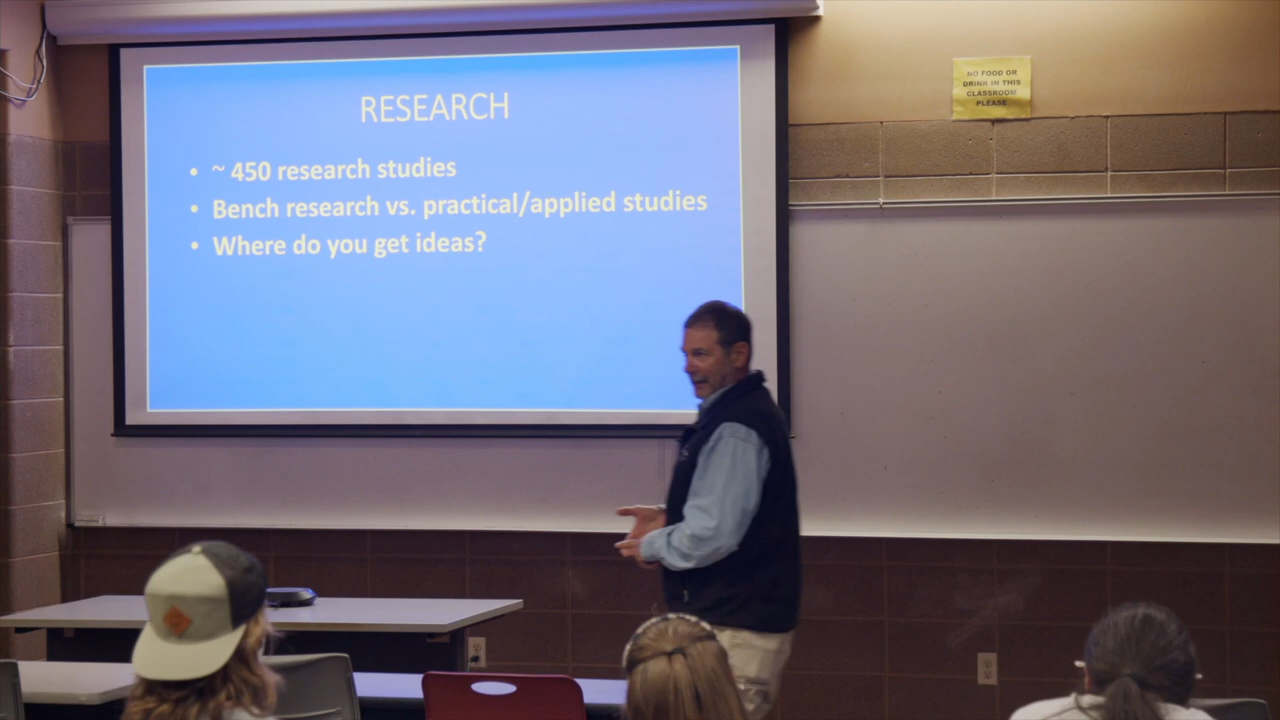 RESEARCH
• ~ 450 research studies
• Bench research vs. practical/applied studies
• Where do you get ideas?
NO FOOD OR
DRINK IN THIS
CLASSROOM
PLEASE